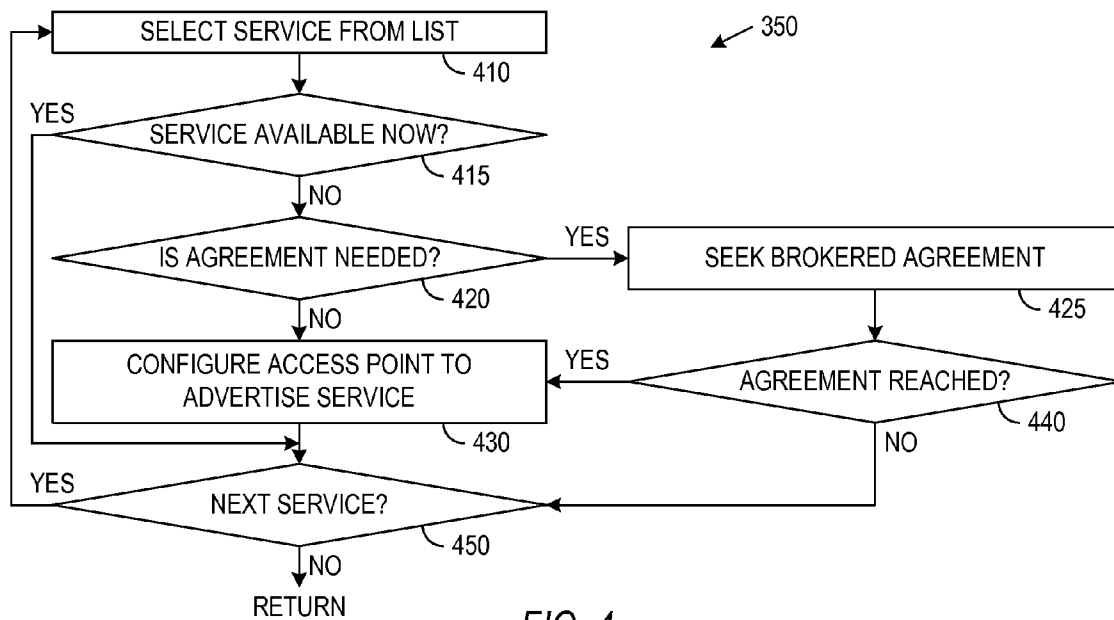 SELECT SERVICE FROM LIST
350
410
YES
SERVICE AVAILABLE NOW?
415
NO
IS AGREEMENT NEEDED?
YES
SEEK BROKERED AGREEMENT
420
425
NO
CONFIGURE ACCESS POINT TO
ADVERTISE SERVICE
YES
AGREEMENT REACHED?
430
440
NO
YES
NEXT SERVICE?
450
NO
RETURN
FIG. 4